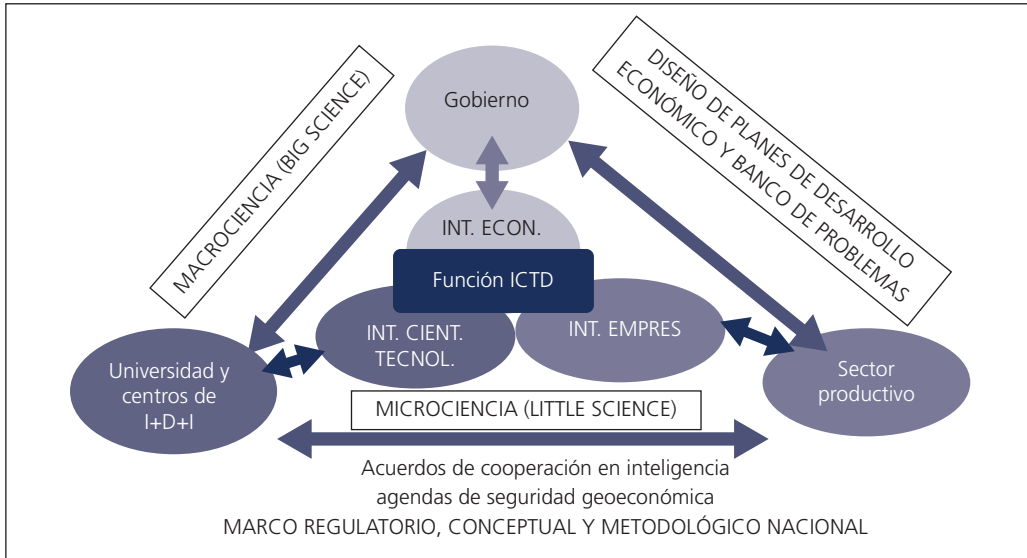 Gobierno
MACROCIENCIA (BIG SCIENCE)
DISEÑO DE PLANES DE DESARROLLO
ECONÓMICO Y BANCO DE PROBLEMAS
INT. ECON.
Función ICTD
INT. CIENT.
TECNOL.
INT. EMPRES
Universidad y
centros de
I+D+I
Sector
productivo
MICROCIENCIA (LITTLE SCIENCE)
Acuerdos de cooperación en inteligencia
agendas de seguridad geoeconómica
MARCO REGULATORIO, CONCEPTUAL Y METODOLÓGICO NACIONAL